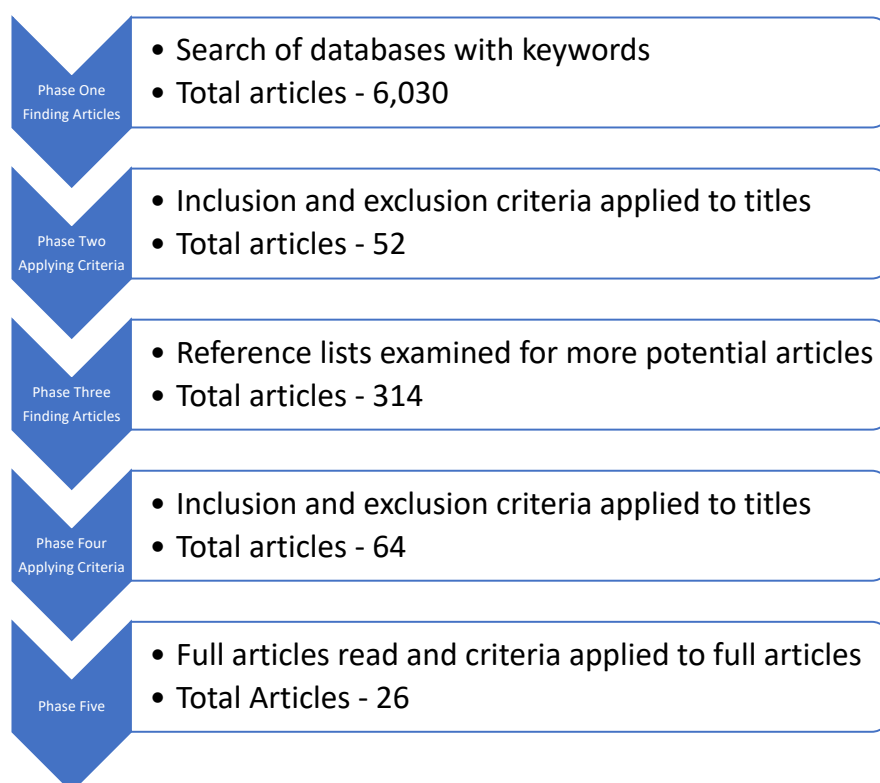 Phase One
Finding Articles
• Search of databases with keywords
• Total articles - 6,030
Phase Two
Applying Criteria
• Inclusion and exclusion criteria applied to titles
• Total articles - 52
Phase Three
Finding Articles
• Reference lists examined for more potential articles
• Total articles - 314
Phase Four
Applying Criteria
• Inclusion and exclusion criteria applied to titles
• Total articles - 64
Phase Five
• Full articles read and criteria applied to full articles
• Total Articles - 26